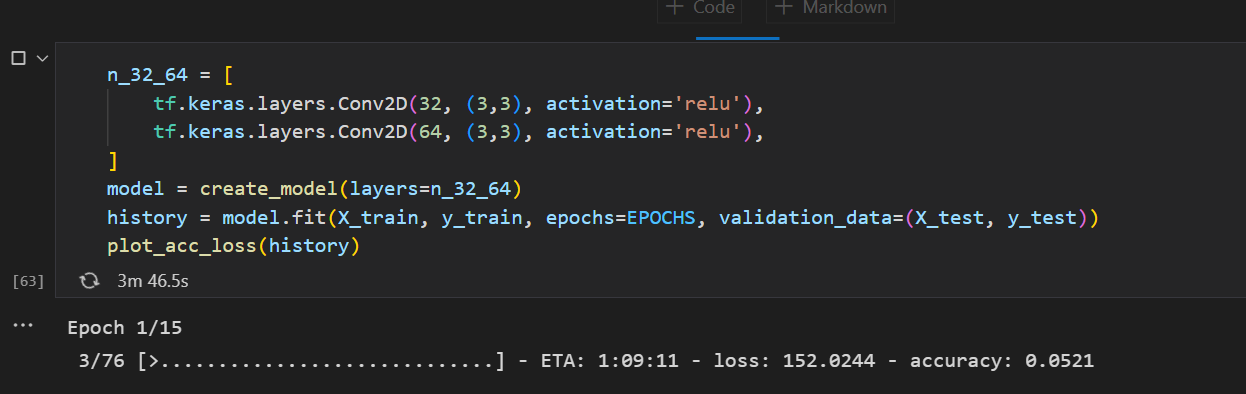 + Code + Markdown
n_32_64 = [
    tf.keras.layers.Conv2D(32, (3,3), activation='relu'),
    tf.keras.layers.Conv2D(64, (3,3), activation='relu'),
]
model = create_model(layers=n_32_64)
history = model.fit(X_train, y_train, epochs=EPOCHS, validation_data=(X_test, y_test))
plot_acc_loss(history)
[63] 3m 46.5s
... Epoch 1/15
3/76 [>.............................] - ETA: 1:09:11 - loss: 152.0244 - accuracy: 0.0521